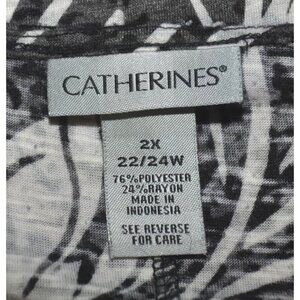 CATHERINES®
2X
22/24W
76%POLYESTER
24%RAYON
MADE IN
INDONESIA
SEE REVERSE
FOR CARE